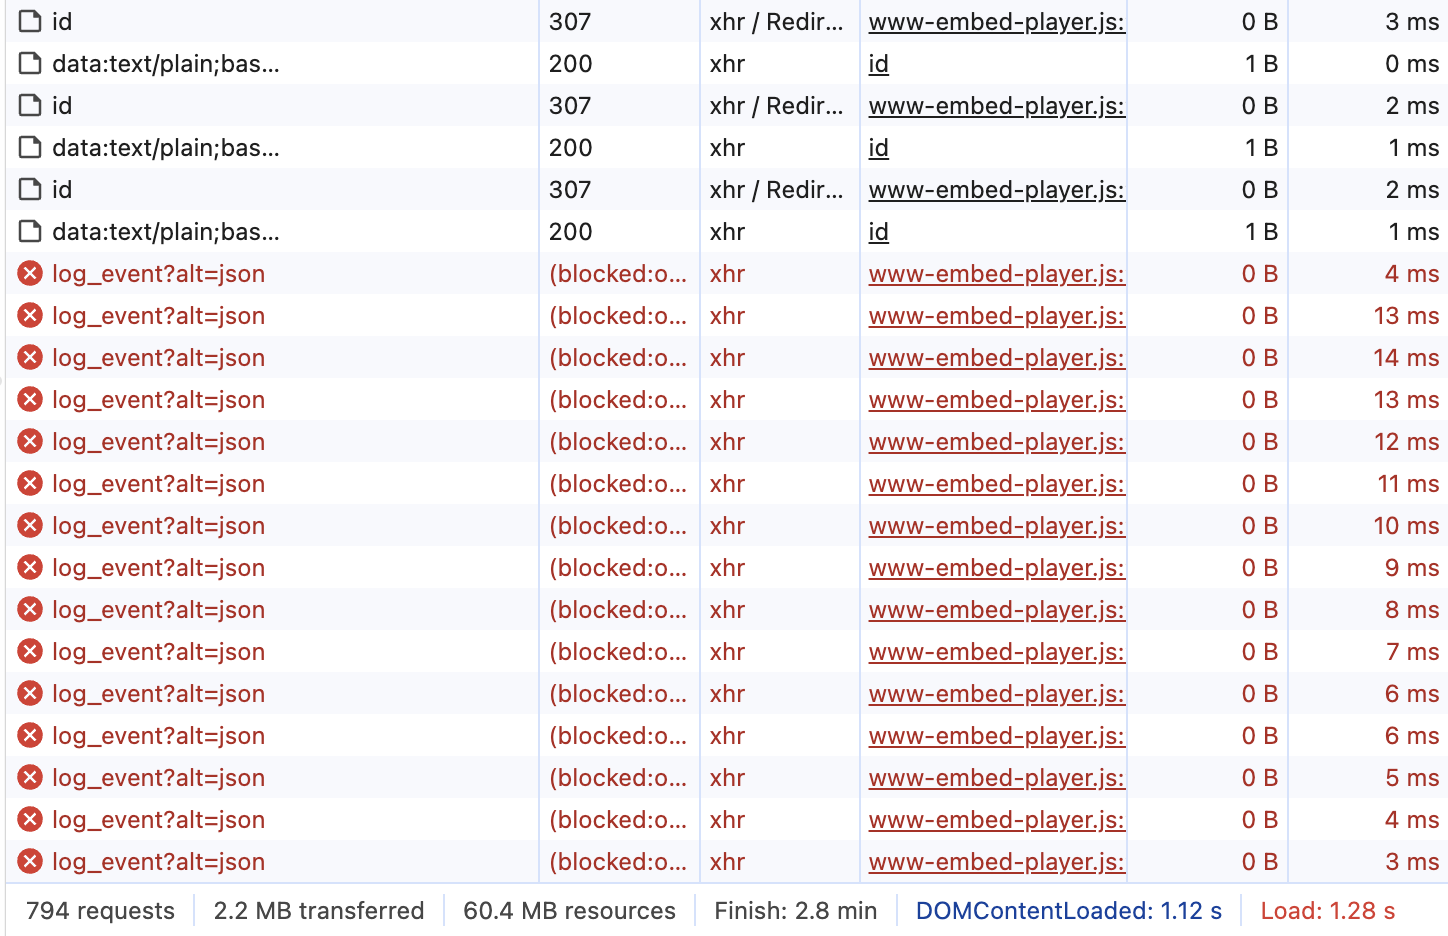 id 307 xhr / Redir... www-embed-player.js: 0 B 3 ms
data:text/plain;bas... 200 xhr id 1 B 0 ms
id 307 xhr / Redir... www-embed-player.js: 0 B 2 ms
data:text/plain;bas... 200 xhr id 1 B 1 ms
id 307 xhr / Redir... www-embed-player.js: 0 B 2 ms
data:text/plain;bas... 200 xhr id 1 B 1 ms
log_event?alt=json (blocked:o... xhr www-embed-player.js: 0 B 4 ms
log_event?alt=json (blocked:o... xhr www-embed-player.js: 0 B 13 ms
log_event?alt=json (blocked:o... xhr www-embed-player.js: 0 B 14 ms
log_event?alt=json (blocked:o... xhr www-embed-player.js: 0 B 13 ms
log_event?alt=json (blocked:o... xhr www-embed-player.js: 0 B 12 ms
log_event?alt=json (blocked:o... xhr www-embed-player.js: 0 B 11 ms
log_event?alt=json (blocked:o... xhr www-embed-player.js: 0 B 10 ms
log_event?alt=json (blocked:o... xhr www-embed-player.js: 0 B 9 ms
log_event?alt=json (blocked:o... xhr www-embed-player.js: 0 B 8 ms
log_event?alt=json (blocked:o... xhr www-embed-player.js: 0 B 7 ms
log_event?alt=json (blocked:o... xhr www-embed-player.js: 0 B 6 ms
log_event?alt=json (blocked:o... xhr www-embed-player.js: 0 B 6 ms
log_event?alt=json (blocked:o... xhr www-embed-player.js: 0 B 5 ms
log_event?alt=json (blocked:o... xhr www-embed-player.js: 0 B 4 ms
log_event?alt=json (blocked:o... xhr www-embed-player.js: 0 B 3 ms
794 requests 2.2 MB transferred 60.4 MB resources Finish: 2.8 min DOMContentLoaded: 1.12 s Load: 1.28 s